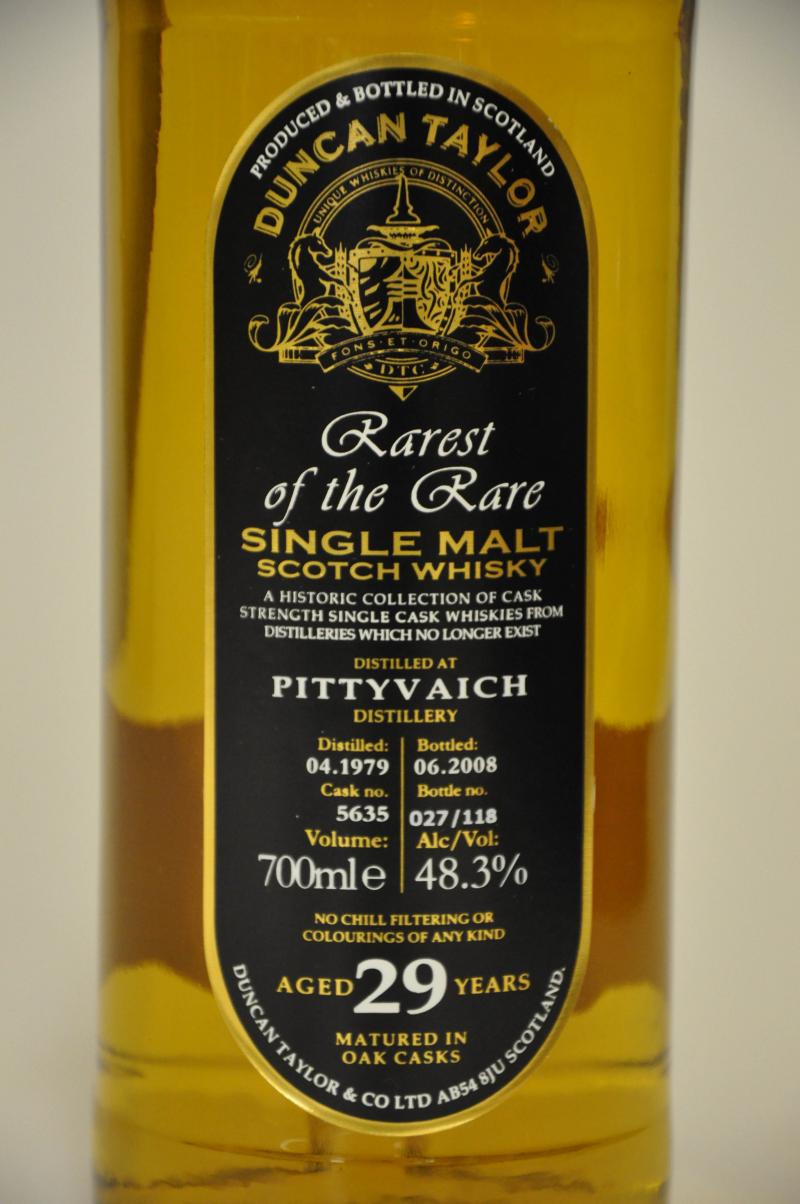 PRODUCED & BOTTLED IN SCOTLAND
DUNCAN TAYLOR
UNIQUE WHISKIES OF DISTINCTION
FONS·ET·ORIGO
·DTC·
Rarest
of the Rare
SINGLE MALT
SCOTCH WHISKY
A HISTORIC COLLECTION OF CASK
STRENGTH SINGLE CASK WHISKIES FROM
DISTILLERIES WHICH NO LONGER EXIST
DISTILLED AT
PITTYVAICH
DISTILLERY
Distilled: Bottled:
04.1979 06.2008
Cask no. Bottle no.
5635 027/118
Volume: Alc/Vol:
700ml e 48.3%
NO CHILL FILTERING OR
COLOURINGS OF ANY KIND
AGED 29 YEARS
MATURED IN
OAK CASKS
DUNCAN TAYLOR & CO LTD AB54 8JU SCOTLAND.